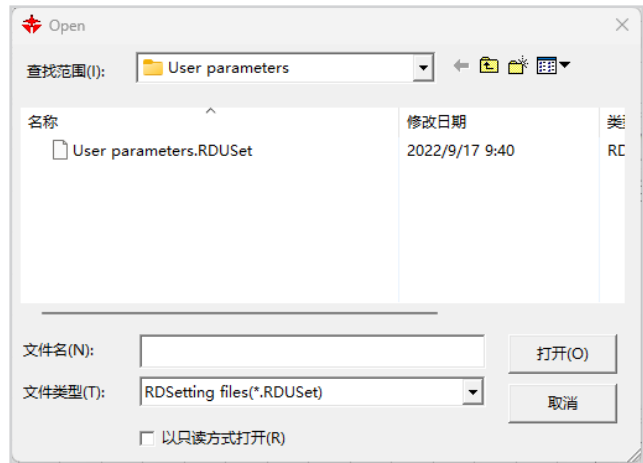 Open
查找范围(I):
User parameters
名称
修改日期
User parameters.RDUSet
2022/9/17 9:40
RD
文件名(N):
打开(O)
文件类型(T):
RDSetting files(*.RDUSet)
取消
以只读方式打开(R)